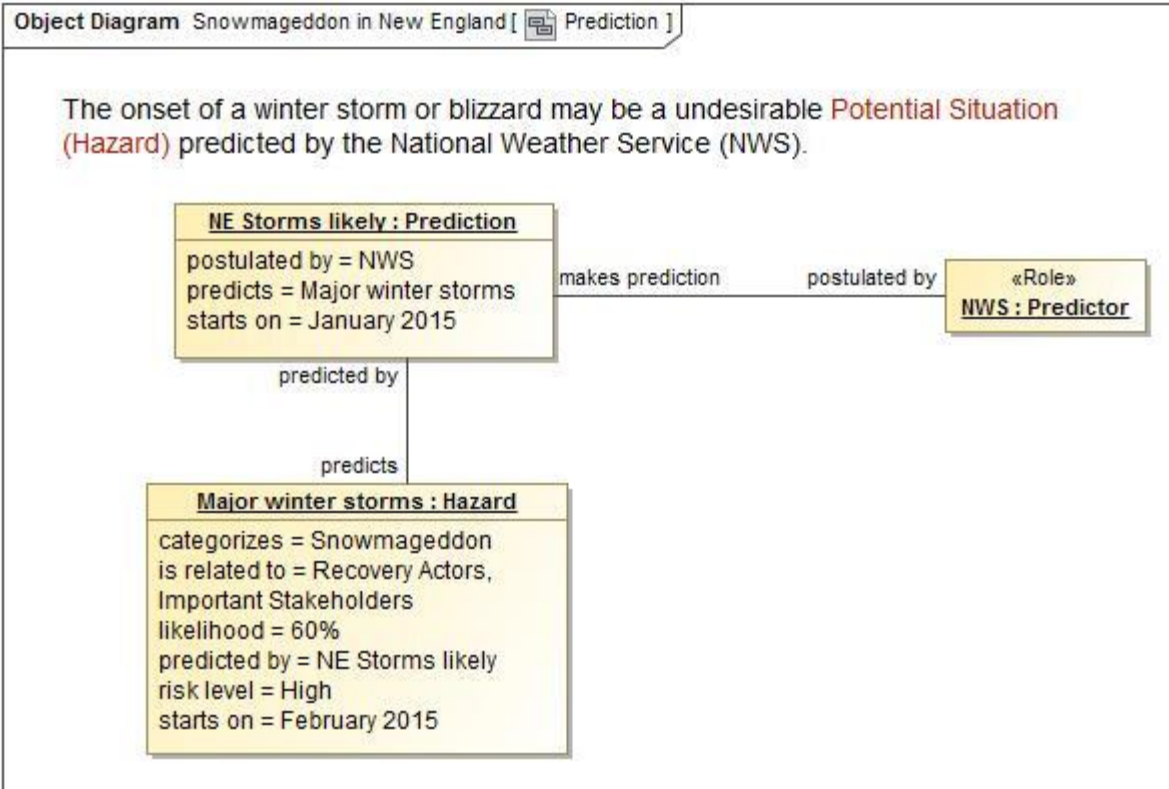 Object Diagram Snowmageddon in New England [ Prediction ]
The onset of a winter storm or blizzard may be a undesirable Potential Situation
(Hazard) predicted by the National Weather Service (NWS).
NE Storms likely : Prediction
postulated by = NWS
predicts = Major winter storms
starts on = January 2015
makes prediction
postulated by
«Role»
NWS : Predictor
predicted by
predicts
Major winter storms : Hazard
categorizes = Snowmageddon
is related to = Recovery Actors,
Important Stakeholders
likelihood = 60%
predicted by = NE Storms likely
risk level = High
starts on = February 2015